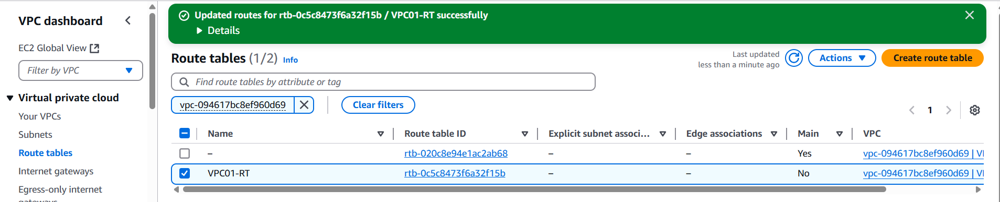 VPC dashboard
EC2 Global View
Filter by VPC
Virtual private cloud
Your VPCs
Subnets
Route tables
Internet gateways
Egress-only internet
Updated routes for rtb-0c5c8473f6a32f15b / VPC01-RT successfully
Details
Route tables (1/2) Info
Last updated
less than a minute ago
Actions
Create route table
Find route tables by attribute or tag
vpc-094617bc8ef960d69
Clear filters
1
Name Route table ID Explicit subnet associ... Edge associations Main VPC
– rtb-020c8e94e1ac2ab68 – – Yes vpc-094617bc8ef960d69 |
VPC01-RT rtb-0c5c8473f6a32f15b – – No vpc-094617bc8ef960d69 |